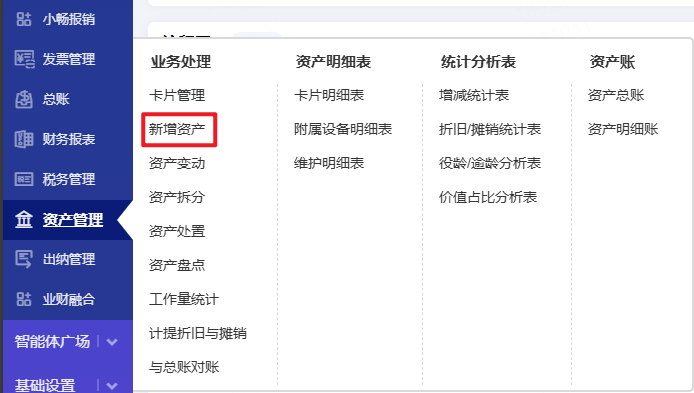 小畅报销
发票管理
总账
财务报表
税务管理
资产管理
出纳管理
业财融合
智能体广场
基础设置
业务处理
卡片管理
新增资产
资产变动
资产拆分
资产处置
资产盘点
工作量统计
计提折旧与摊销
与总账对账
资产明细表
卡片明细表
附属设备明细表
维护明细表
统计分析表
增减统计表
折旧/摊销统计表
役龄/逾龄分析表
价值占比分析表
资产账
资产总账
资产明细账